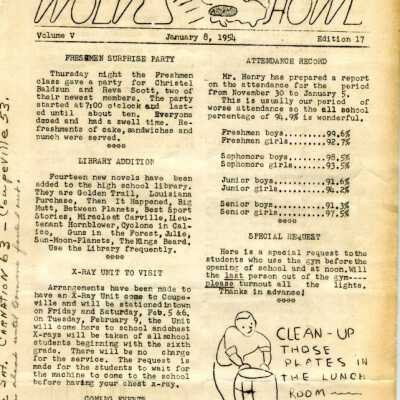 WOLVES HOWL
Volume V
January 8, 1954
Edition 17
FRESHMEN SURPRISE PARTY
Thursday night the Freshmen
class gave a party for Christel
Baldzun and Reva Scott, two of
their newest members. The party
started at 7:00 o'clock and last-
ed until about ten. Everyone
danced and had a swell time. Re-
freshments of cake, sandwiches and
punch were served.
****
LIBRARY ADDITION
Fourteen new novels have been
added to the high school library.
They are Golden Trail, Louisiana
Purchase, Then It Happened, Big
Mutt, Between Planets, Best Sport
Stories, Miracle at Carville, Lieu-
tenant Hornblower, Cyclone in Cal-
ico, Guns in the Forest, Julie,
Sun-Moon-Planets, The Kings Beard.
Use the Library frequently.
****
X-RAY UNIT TO VISIT
Arrangements have been made to
have an X-Ray Unit come to Coupe-
ville and will be stationed in town
on Friday and Saturday, Feb. 5 & 6,
on Tuesday, February 9, the Unit
will come here to school and chest
X-rays will be taken of all school
students beginning with the sixth
grade. There will be no charge
for the service. The request is
made for the students to wait for
the machine to come to the school
before having your chest x-ray.
COMING EVENTS
ATTENDANCE RECORD
Mr. Henry has prepared a report
on the attendance for the period
from November 30 to January 5.
This is usually our period of
worse attendance so the all school
percentage of 94.9% is wonderful.
Freshmen boys......99.6%
Freshmen girls.....92.7%
Sophomore boys.....98.5%
Sophomore girls....93.5%
Junior boys........91.6%
Junior girls.......94.2%
Senior boys........91.3%
Senior girls.......97.5%
****
SPECIAL REQUEST
Here is a special request to the
students who use the gym before the
opening of school and at noon. Will
the last person out of the gym----
please turn out all the lights.
Thanks in advance!
****
CLEAN-UP
THOSE
PLATES IN
THE LUNCH
ROOM
SAT. CARNATION 63 - Coupeville 53.